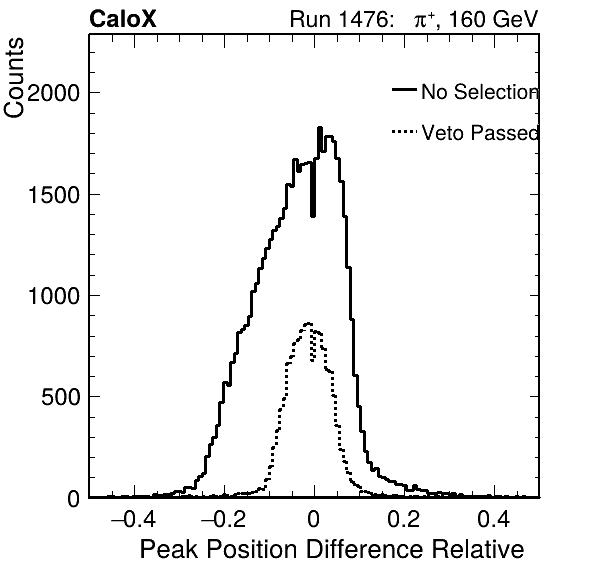 CaloX Run 1476: π⁺, 160 GeV
Counts
2000
1500
1000
500
0
No Selection
Veto Passed
−0.4 −0.2 0 0.2 0.4
Peak Position Difference Relative